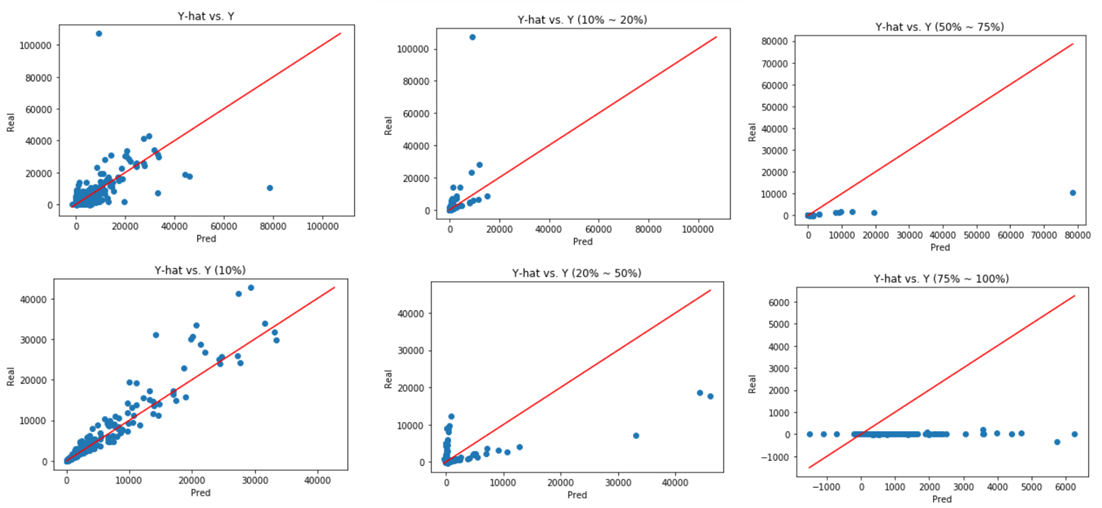 Y-hat vs. Y
100000
80000
60000
40000
20000
0
Real
0 20000 40000 60000 80000 100000
Pred
Y-hat vs. Y (10% ~ 20%)
100000
80000
60000
40000
20000
0
Real
0 20000 40000 60000 80000 100000
Pred
Y-hat vs. Y (50% ~ 75%)
80000
70000
60000
50000
40000
30000
20000
10000
0
Real
0 10000 20000 30000 40000 50000 60000 70000 80000
Pred
Y-hat vs. Y (10%)
40000
30000
20000
10000
0
Real
0 10000 20000 30000 40000
Pred
Y-hat vs. Y (20% ~ 50%)
40000
30000
20000
10000
0
Real
0 10000 20000 30000 40000
Pred
Y-hat vs. Y (75% ~ 100%)
6000
5000
4000
3000
2000
1000
0
−1000
Real
−1000 0 1000 2000 3000 4000 5000 6000
Pred